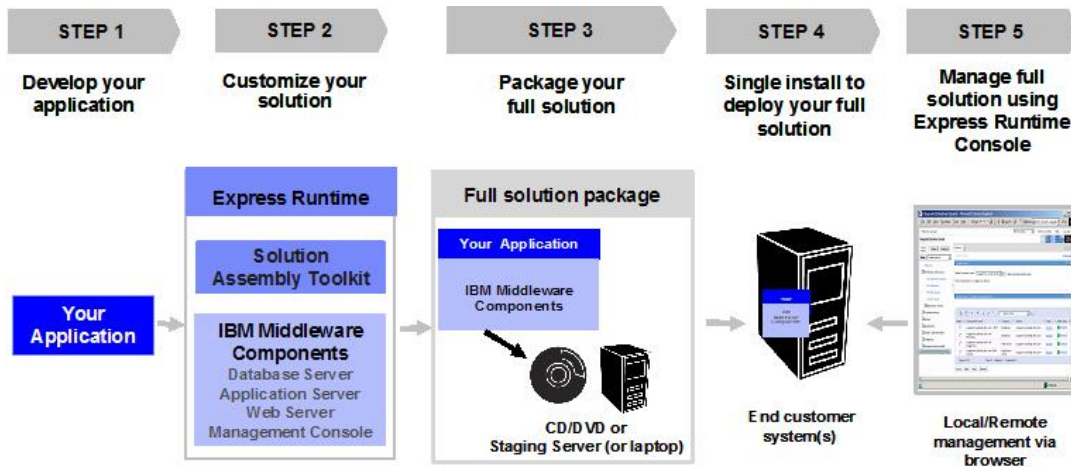 STEP 1
Develop your
application
STEP 2
Customize your
solution
STEP 3
Package your
full solution
STEP 4
Single install to
deploy your full
solution
STEP 5
Manage full
solution using
Express Runtime
Console
Your
Application
Express Runtime
Solution
Assembly Toolkit
IBM Middleware
Components
Database Server
Application Server
Web Server
Management Console
Full solution package
Your Application
IBM Middleware
Components
CD/DVD or
Staging Server (or laptop)
End customer
system(s)
Local/Remote
management via
browser